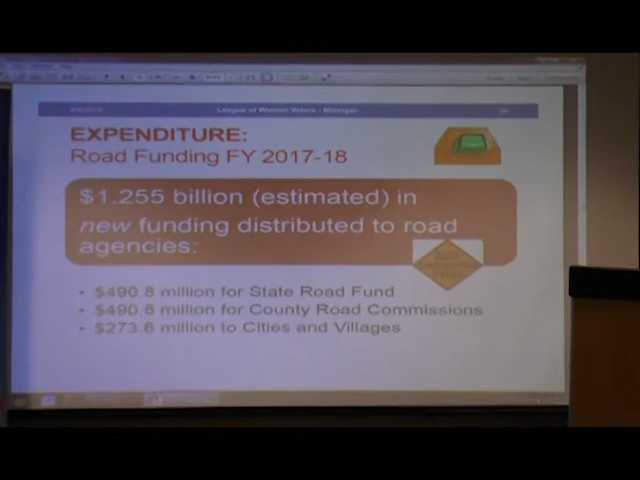 League of Women Voters - Michigan
EXPENDITURE:
Road Funding FY 2017-18
$1.255 billion (estimated) in
new funding distributed to road
agencies:
• $490.8 million for State Road Fund
• $490.8 million for County Road Commissions
• $273.6 million to Cities and Villages